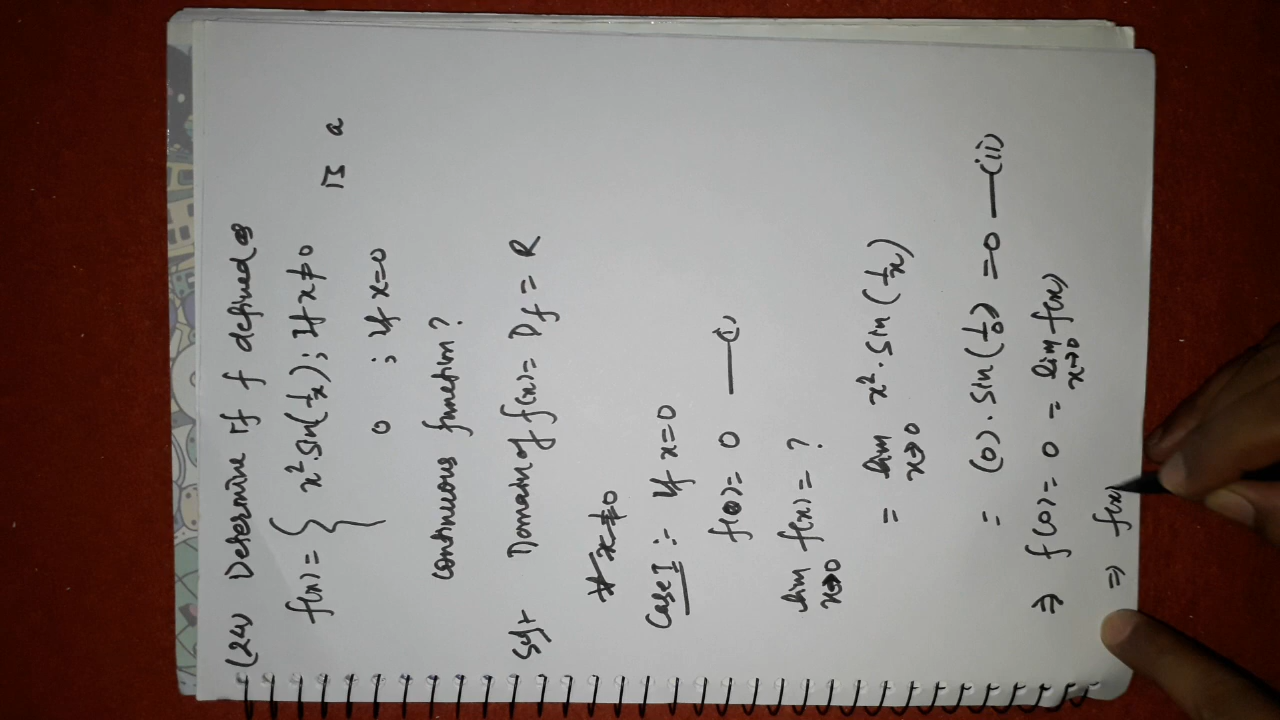 (24) Determine if f defined as
f(x) = { x² sin(1/x) ; if x ≠ 0
0 ; if x = 0 is a
continuous function?
Sol: Domain of f(x) = Df = R
If x ≠ 0
Case I :- If x = 0
f(0) = 0 —(i)
lim x→0 f(x) = ?
= lim x→0 x² · sin (1/x)
= (0) · sin (1/0) = 0 —(ii)
⇒ f(0) = 0 = lim x→0 f(x)
⇒ f(x)